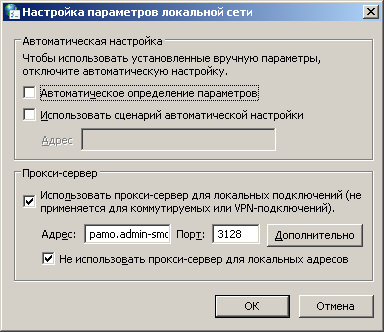 Настройка параметров локальной сети
Автоматическая настройка
Чтобы использовать установленные вручную параметры,
отключите автоматическую настройку.
Автоматическое определение параметров
Использовать сценарий автоматической настройки
Адрес
Прокси-сервер
Использовать прокси-сервер для локальных подключений (не
применяется для коммутируемых или VPN-подключений).
Адрес: pamo.admin-smo Порт: 3128 Дополнительно
Не использовать прокси-сервер для локальных адресов
ОК Отмена